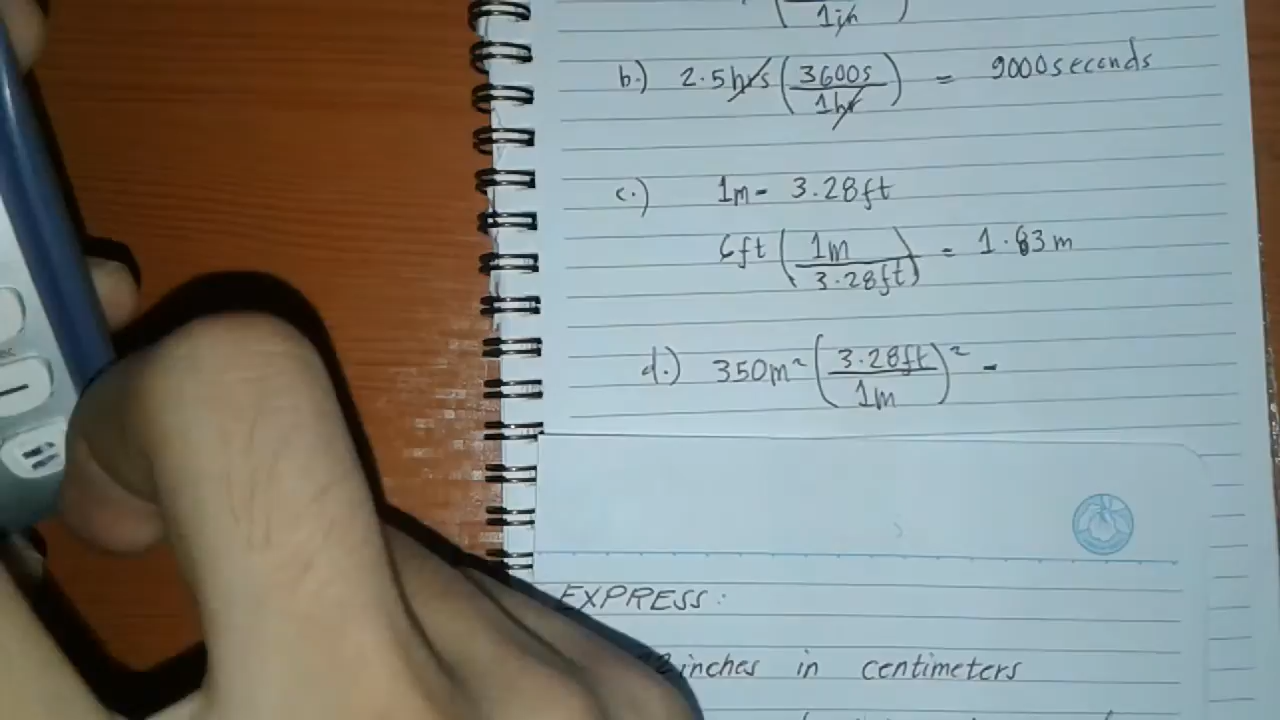 1in
b.) 2.5hrs (3600s / 1hr) = 9000seconds
c.) 1m - 3.28ft
6ft (1m / 3.28ft) = 1.83m
d.) 350m² (3.28ft / 1m)² -
EXPRESS:
inches in centimeters